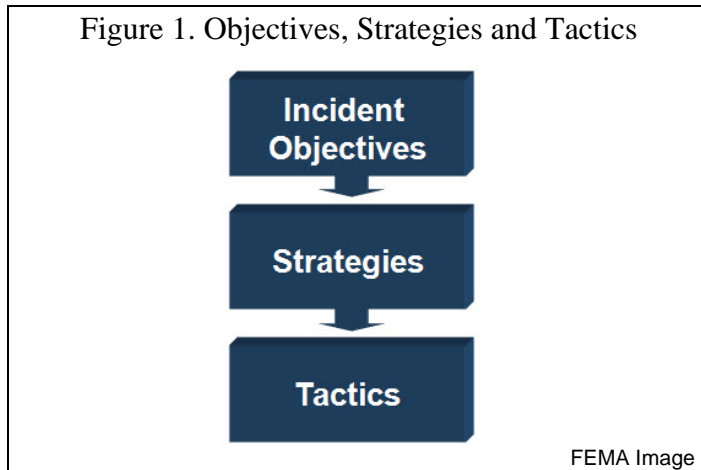 Figure 1. Objectives, Strategies and Tactics
Incident
Objectives
Strategies
Tactics
FEMA Image